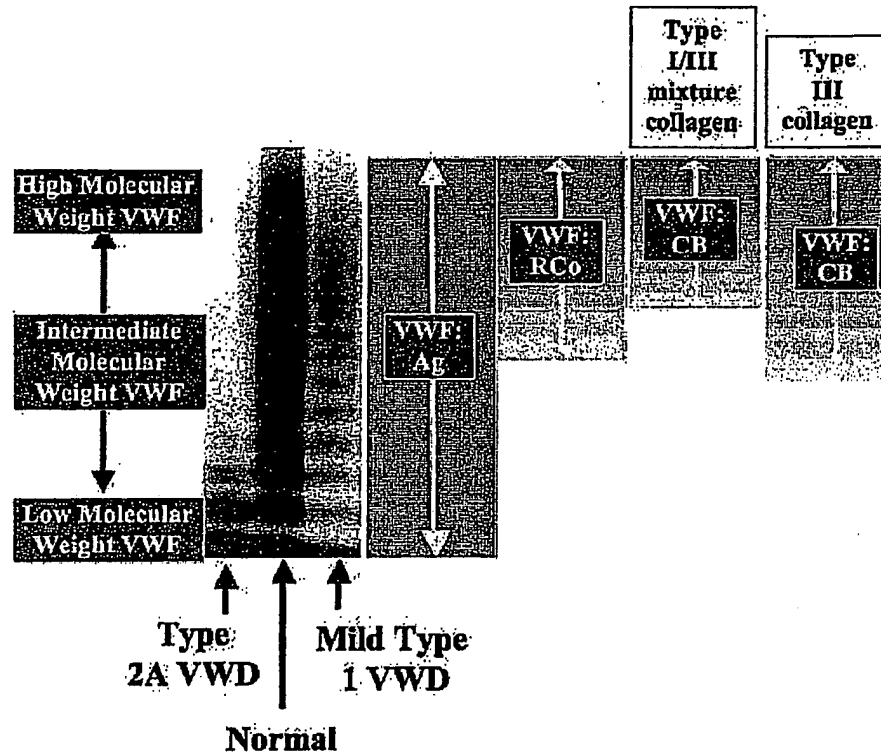 Type
I/III
mixture
collagen
Type
III
collagen
High Molecular
Weight VWF
VWF:
RCo
VWF:
CB
VWF:
CB
Intermediate
Molecular
Weight VWF
VWF:
Ag
Low Molecular
Weight VWF
Type
2A VWD
Mild Type
1 VWD
Normal